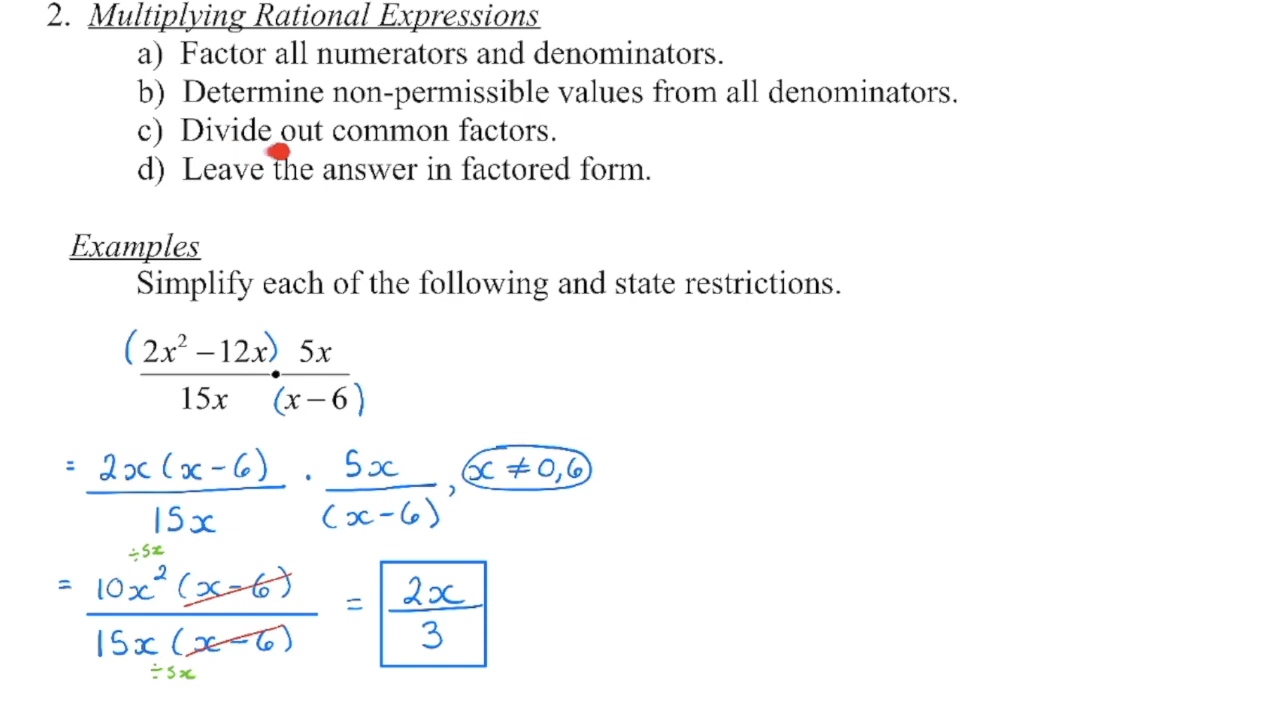 2. Multiplying Rational Expressions
a) Factor all numerators and denominators.
b) Determine non-permissible values from all denominators.
c) Divide out common factors.
d) Leave the answer in factored form.
Examples
Simplify each of the following and state restrictions.
(2x² – 12x) 5x
•
15x (x – 6)
= 2x(x-6) · 5x , x ≠ 0,6
15x (x-6)
÷5x
= 10x² (x-6) = 2x
15x (x-6) 3
÷5x